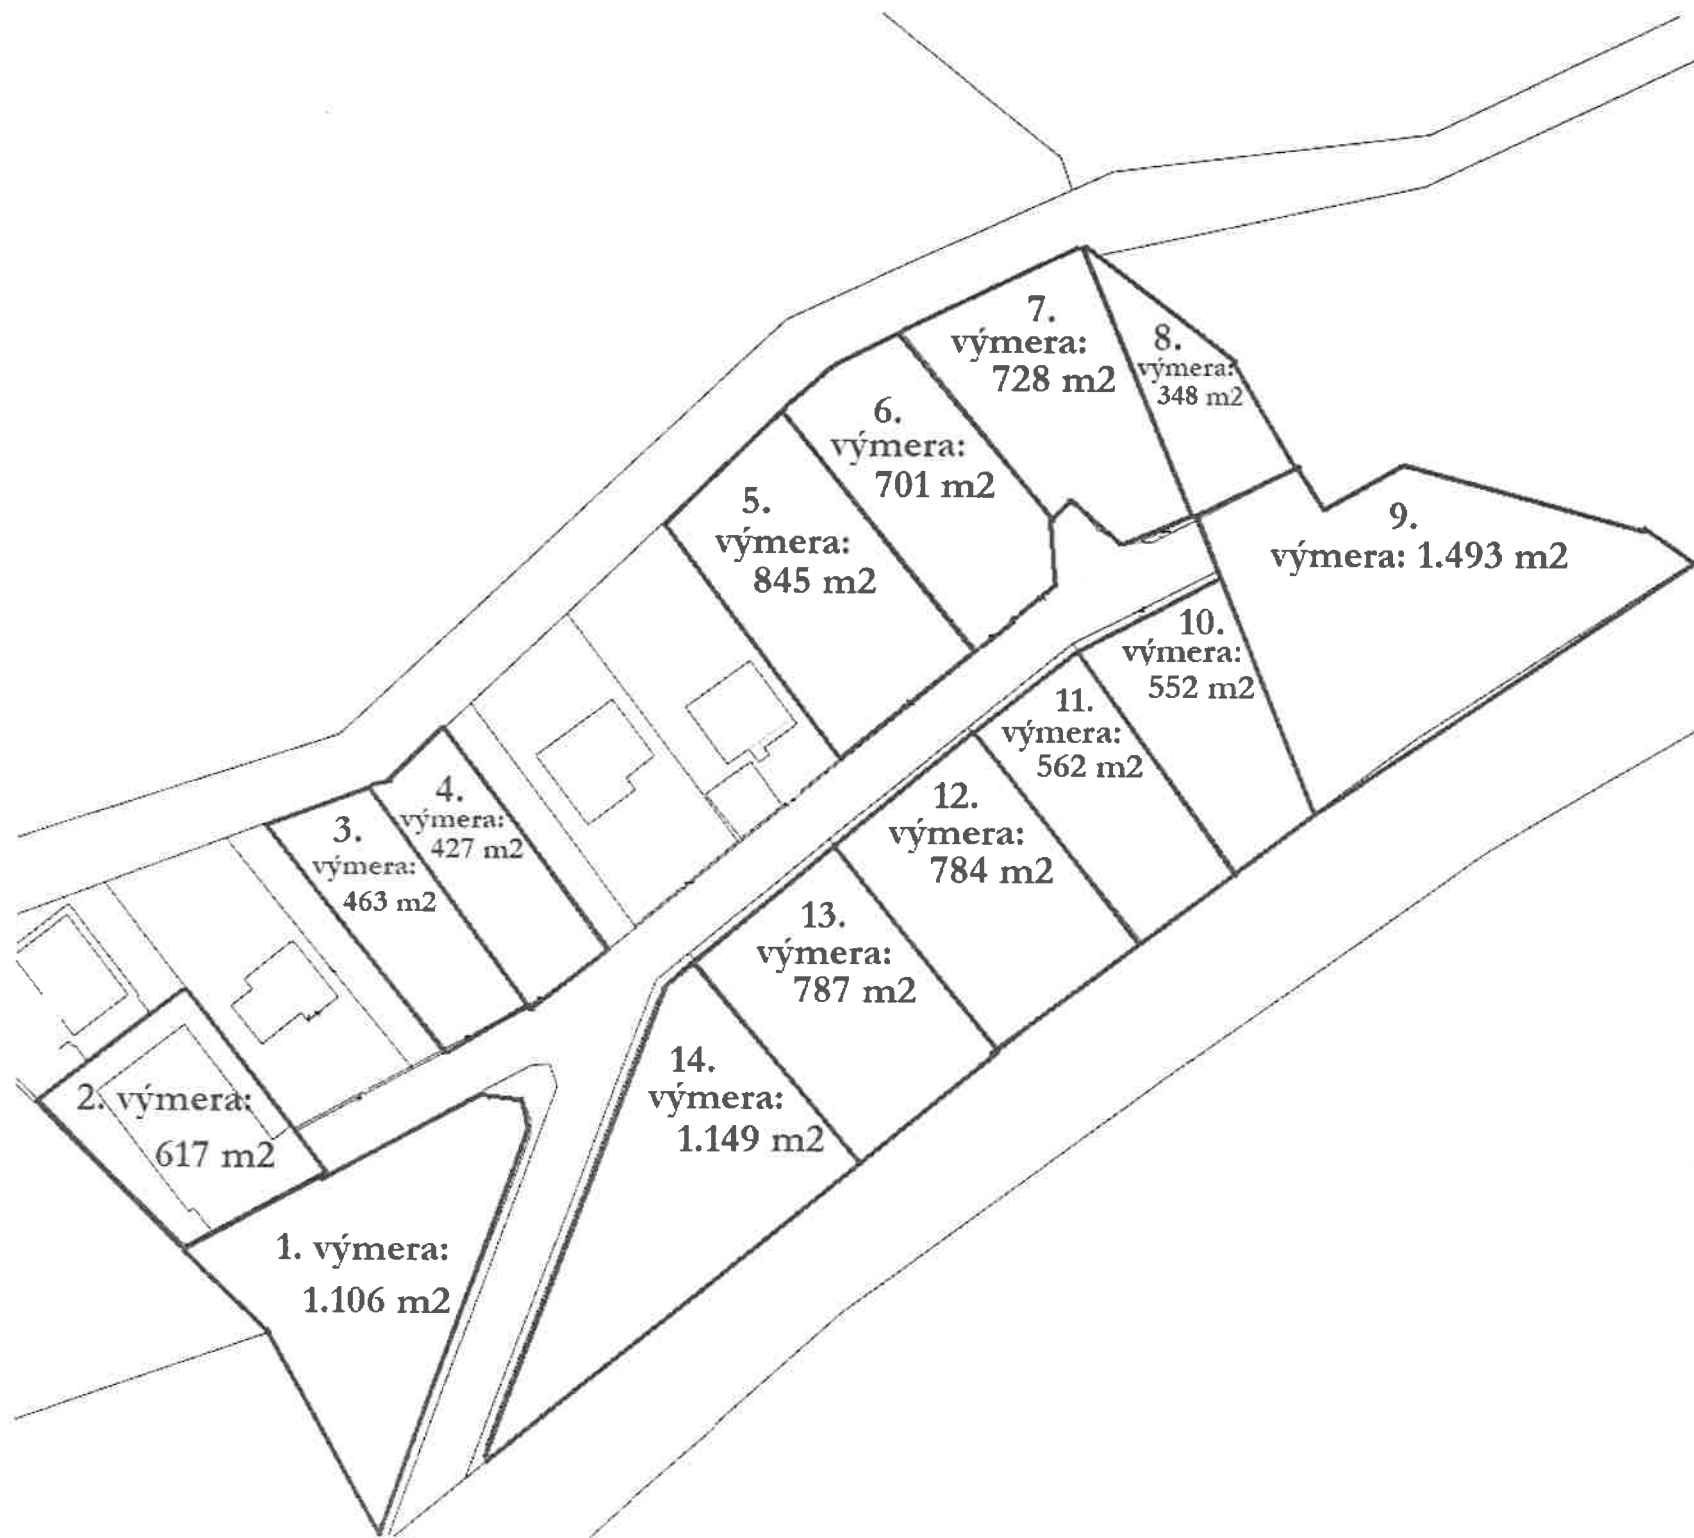 1. výmera:
1.106 m2
2. výmera:
617 m2
3.
výmera:
463 m2
4.
výmera:
427 m2
5.
výmera:
845 m2
6.
výmera:
701 m2
7.
výmera:
728 m2
8.
výmera:
348 m2
9.
výmera: 1.493 m2
10.
výmera:
552 m2
11.
výmera:
562 m2
12.
výmera:
784 m2
13.
výmera:
787 m2
14.
výmera:
1.149 m2